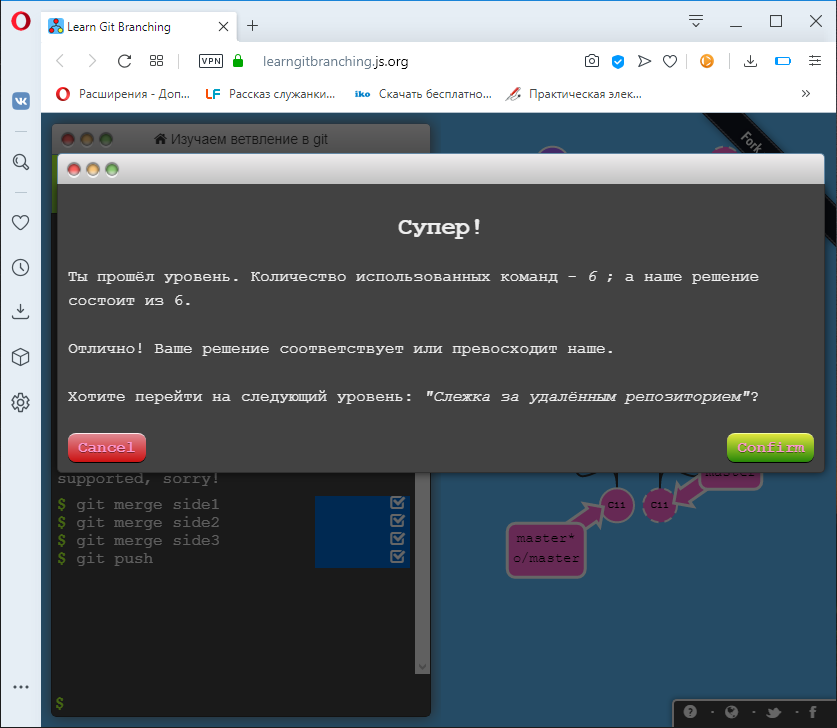 Learn Git Branching
VPN
learngitbranching.js.org
Расширения - Доп...
LF
Рассказ служанки...
iko
Скачать бесплатно...
Практическая элек...
Изучаем ветвление в git
Fork
Супер!
Ты прошёл уровень. Количество использованных команд - 6 ; а наше решение
состоит из 6.
Отлично! Ваше решение соответствует или превосходит наше.
Хотите перейти на следующий уровень: "Слежка за удалённым репозиторием"?
Cancel
Confirm
supported, sorry!
$ git merge side1
$ git merge side2
$ git merge side3
$ git push
$
master
C11
C11
master*
o/master